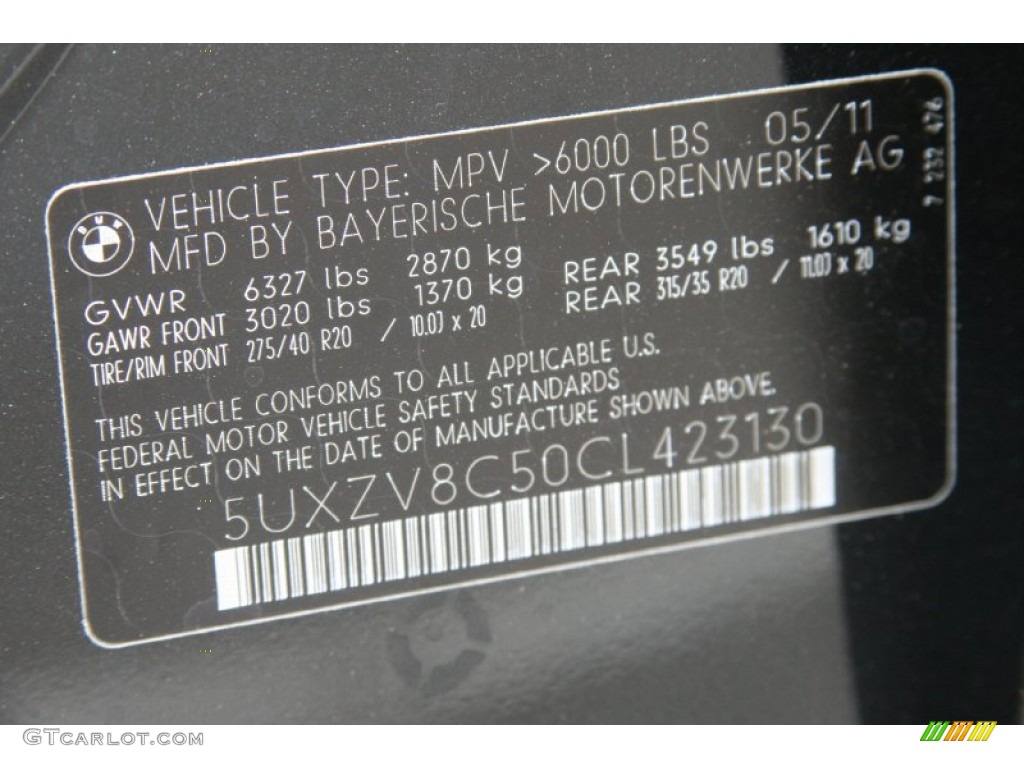 VEHICLE TYPE: MPV >6000 LBS 05/11
MFD BY BAYERISCHE MOTORENWERKE AG
7 232 476
BMW
GVWR 6327 lbs 2870 kg
GAWR FRONT 3020 lbs 1370 kg REAR 3549 lbs 1610 kg
TIRE/RIM FRONT 275/40 R20 / 10.0J x 20 REAR 315/35 R20 / 11.0J x 20
THIS VEHICLE CONFORMS TO ALL APPLICABLE U.S.
FEDERAL MOTOR VEHICLE SAFETY STANDARDS
IN EFFECT ON THE DATE OF MANUFACTURE SHOWN ABOVE.
5UXZV8C50CL423130
GTCARLOT.COM